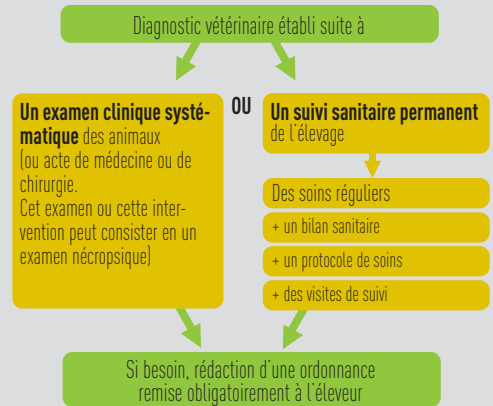 Diagnostic vétérinaire établi suite à
Un examen clinique systé-
matique des animaux
(ou acte de médecine ou de
chirurgie.
Cet examen ou cette inter-
vention peut consister en un
examen nécropsique)
OU
Un suivi sanitaire permanent
de l'élevage
Des soins réguliers
+ un bilan sanitaire
+ un protocole de soins
+ des visites de suivi
Si besoin, rédaction d'une ordonnance
remise obligatoirement à l'éleveur